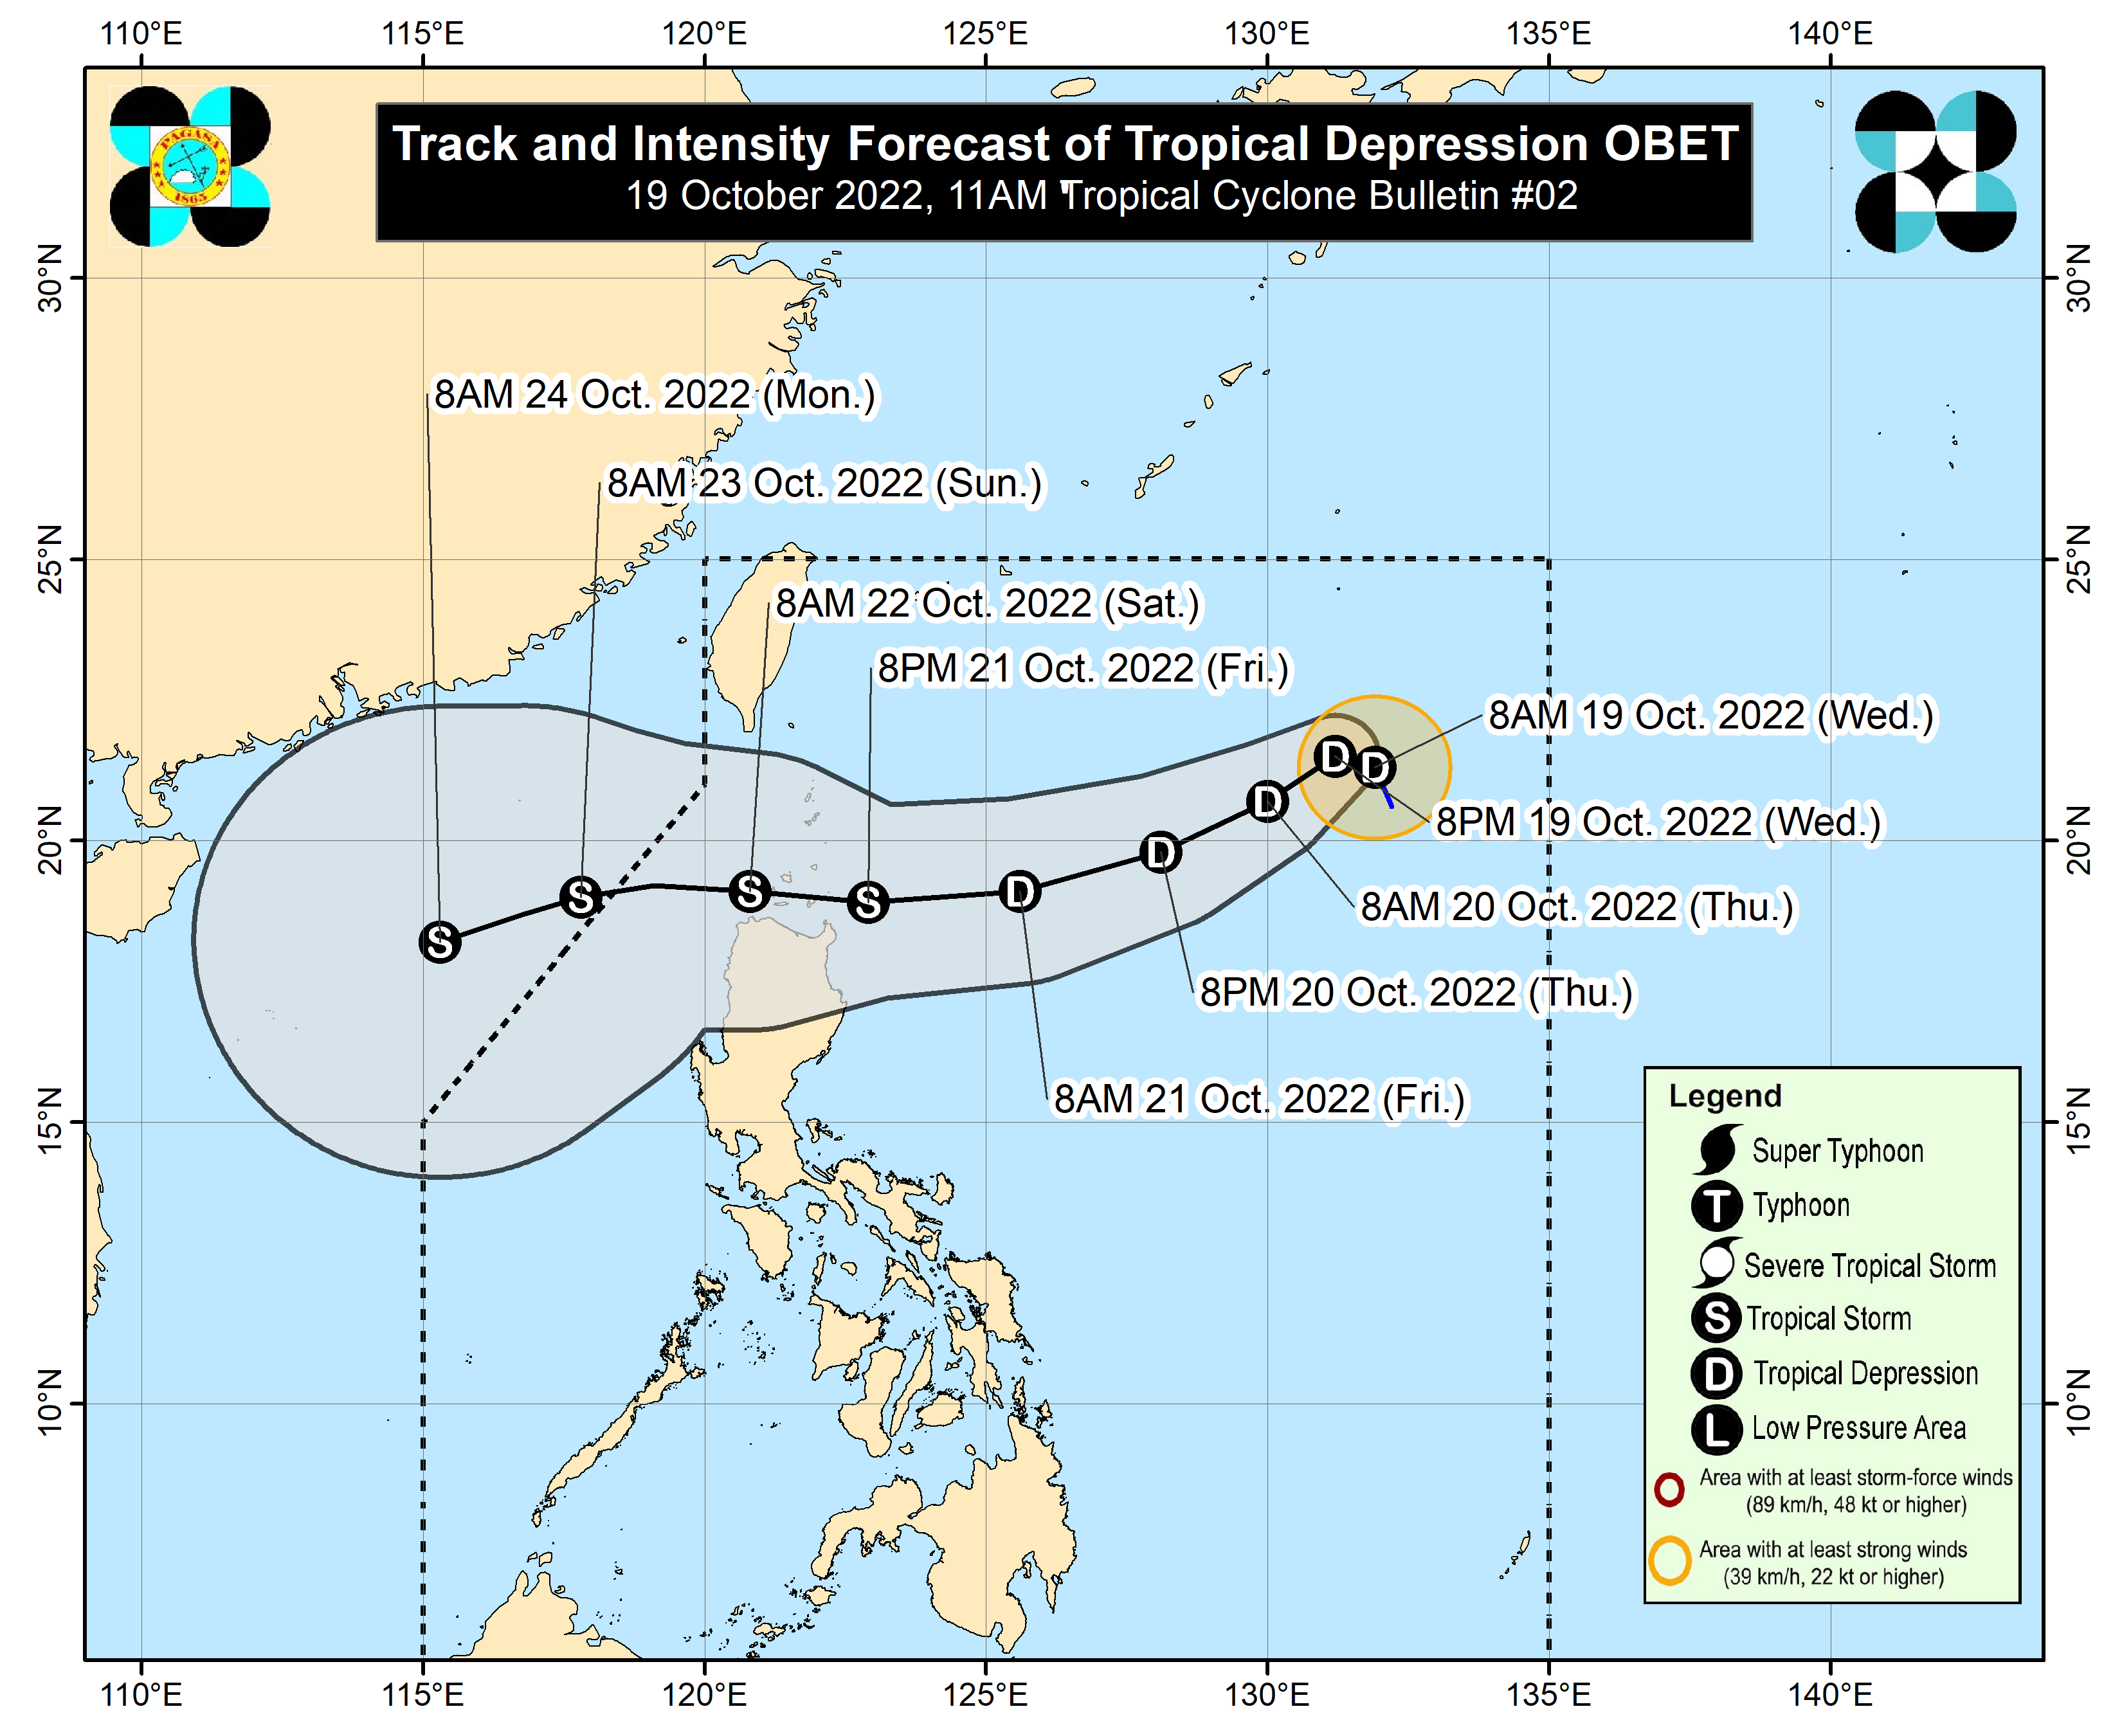 110°E 115°E 120°E 125°E 130°E 135°E 140°E
Track and Intensity Forecast of Tropical Depression OBET
19 October 2022, 11AM Tropical Cyclone Bulletin #02
PAGASA
1865
30°N 30°N
8AM 24 Oct. 2022 (Mon.)
8AM 23 Oct. 2022 (Sun.)
25°N 25°N
8AM 22 Oct. 2022 (Sat.)
8PM 21 Oct. 2022 (Fri.)
8AM 19 Oct. 2022 (Wed.)
D D
D
8PM 19 Oct. 2022 (Wed.)
20°N 20°N
D
S S S D
8AM 20 Oct. 2022 (Thu.)
S
8PM 20 Oct. 2022 (Thu.)
8AM 21 Oct. 2022 (Fri.)
15°N 15°N
Legend
Super Typhoon
T Typhoon
Severe Tropical Storm
S Tropical Storm
D Tropical Depression
L Low Pressure Area
10°N 10°N
Area with at least storm-force winds
(89 km/h, 48 kt or higher)
Area with at least strong winds
(39 km/h, 22 kt or higher)
110°E 115°E 120°E 125°E 130°E 135°E 140°E